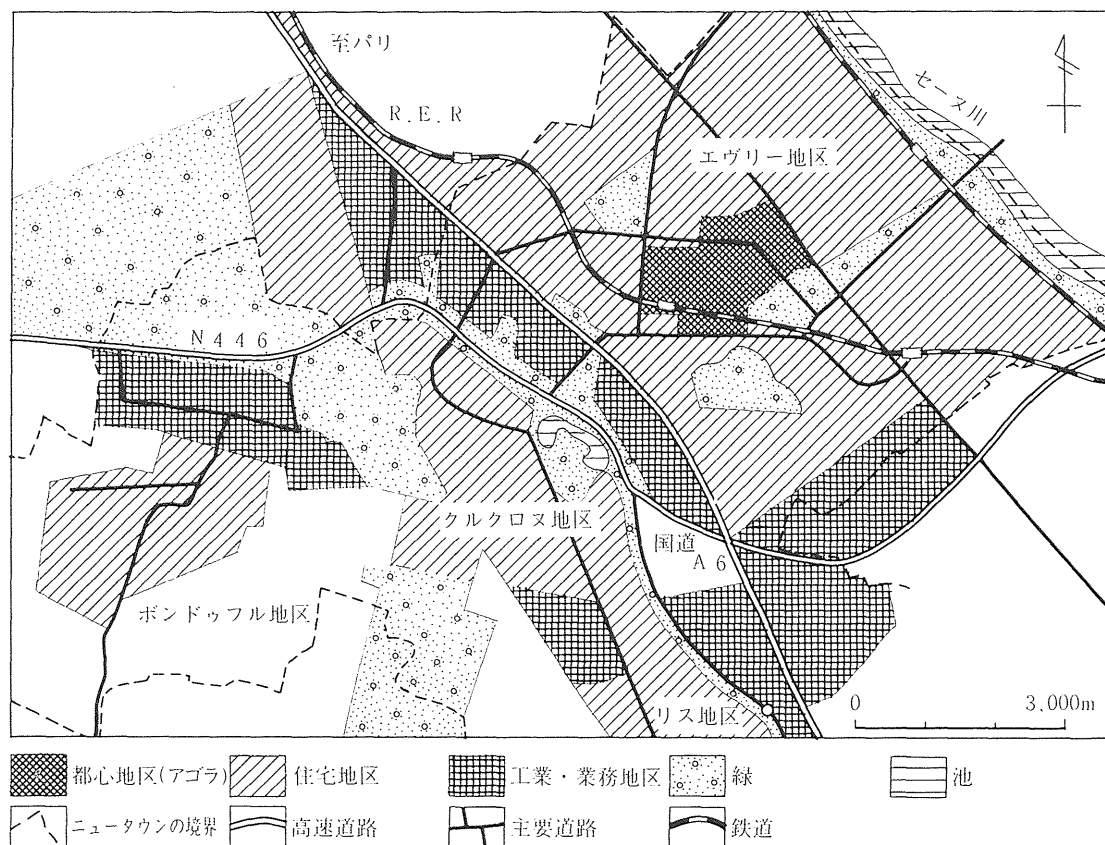 至パリ
R.E.R
セーヌ川
エヴリー地区
N446
クルクロヌ地区
国道
A6
ボンドゥフル地区
リス地区
0 3,000m
都心地区(アゴラ)
住宅地区
工業・業務地区
緑
池
ニュータウンの境界
高速道路
主要道路
鉄道